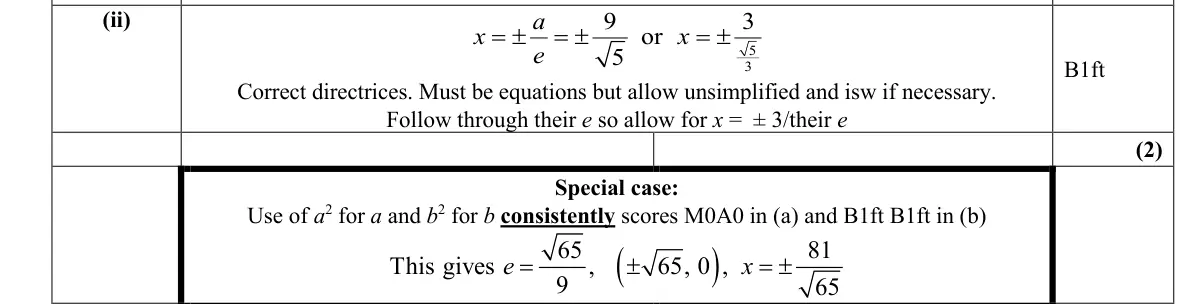 (ii)
x = ± a/e = ± 9/√5 or x = ± 3/(√5/3)
B1ft
Correct directrices. Must be equations but allow unsimplified and isw if necessary.
Follow through their e so allow for x = ± 3/their e
(2)
Special case:
Use of a² for a and b² for b consistently scores M0A0 in (a) and B1ft B1ft in (b)
This gives e = √65/9, (±√65, 0), x = ± 81/√65